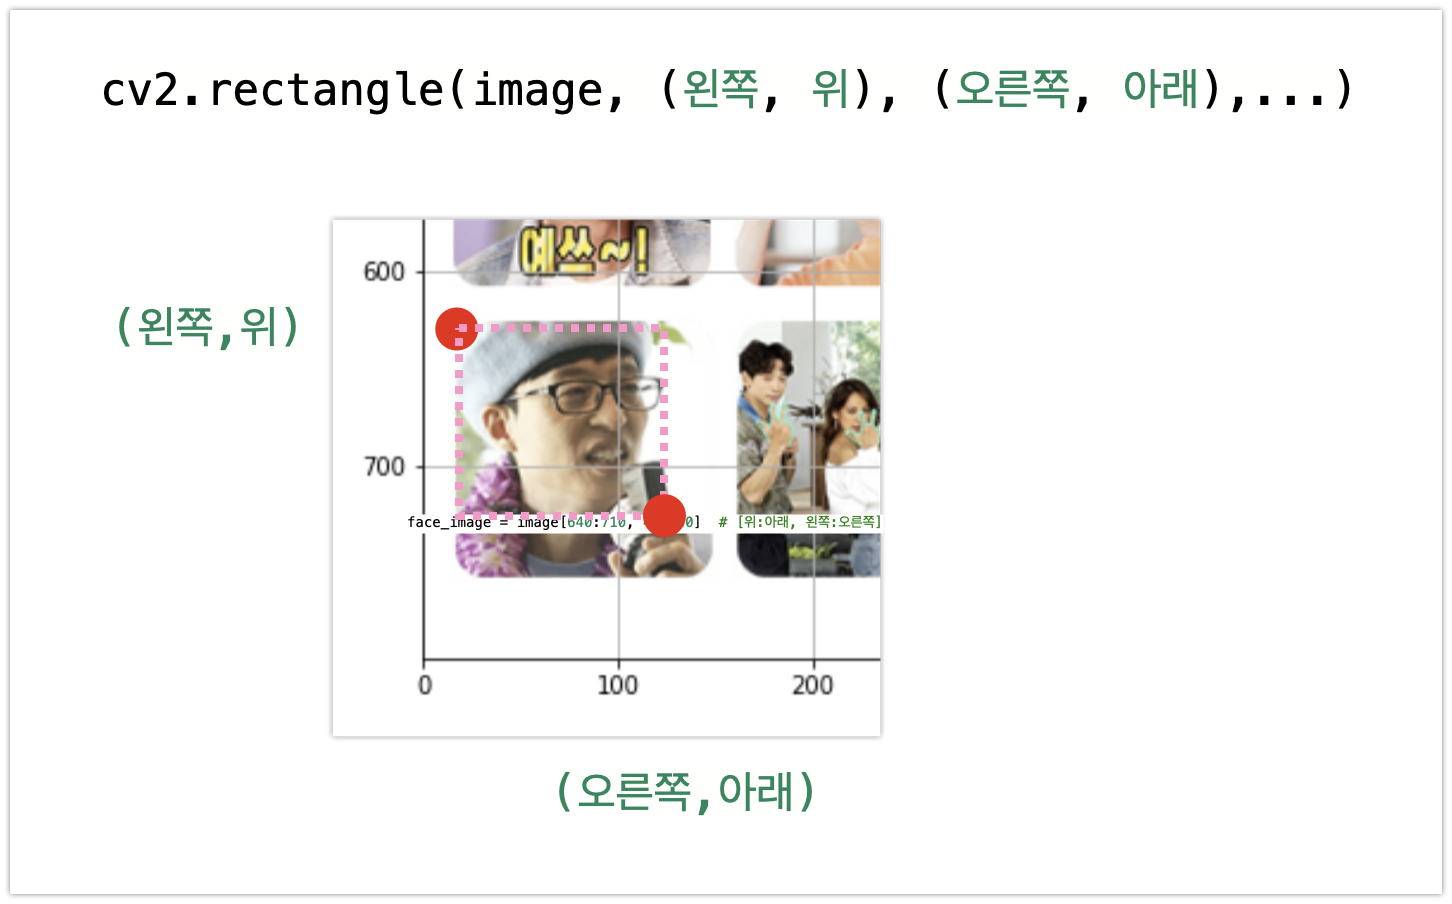 cv2.rectangle(image, (왼쪽, 위), (오른쪽, 아래),...)
예쓰~!
600
(왼쪽,위)
700
face_image = image[640:710, 0] # [위:아래, 왼쪽:오른쪽]
0 100 200
(오른쪽,아래)